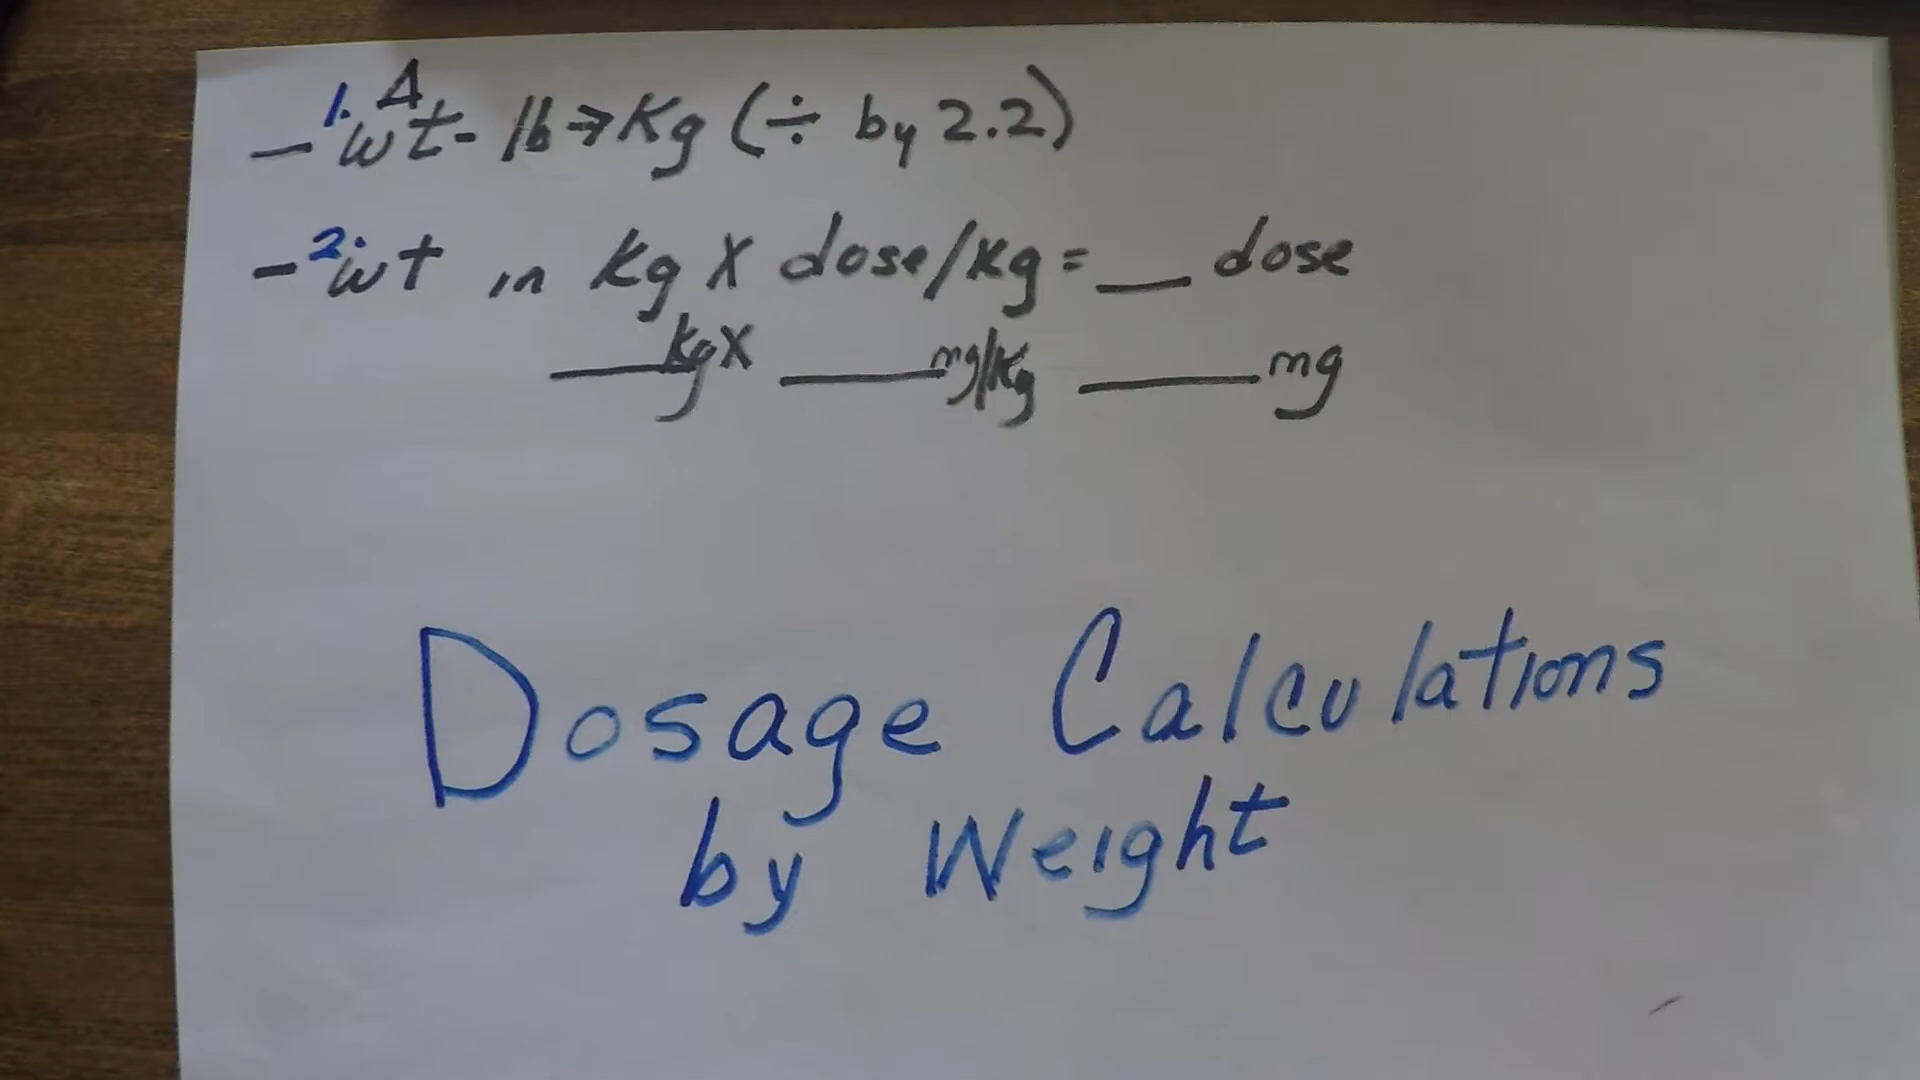 - 1. Δ wt - lb → Kg (÷ by 2.2)
- 2. wt in kg X dose/kg = __ dose
___ kg X ___ mg/kg ___ mg
Dosage Calculations
by Weight